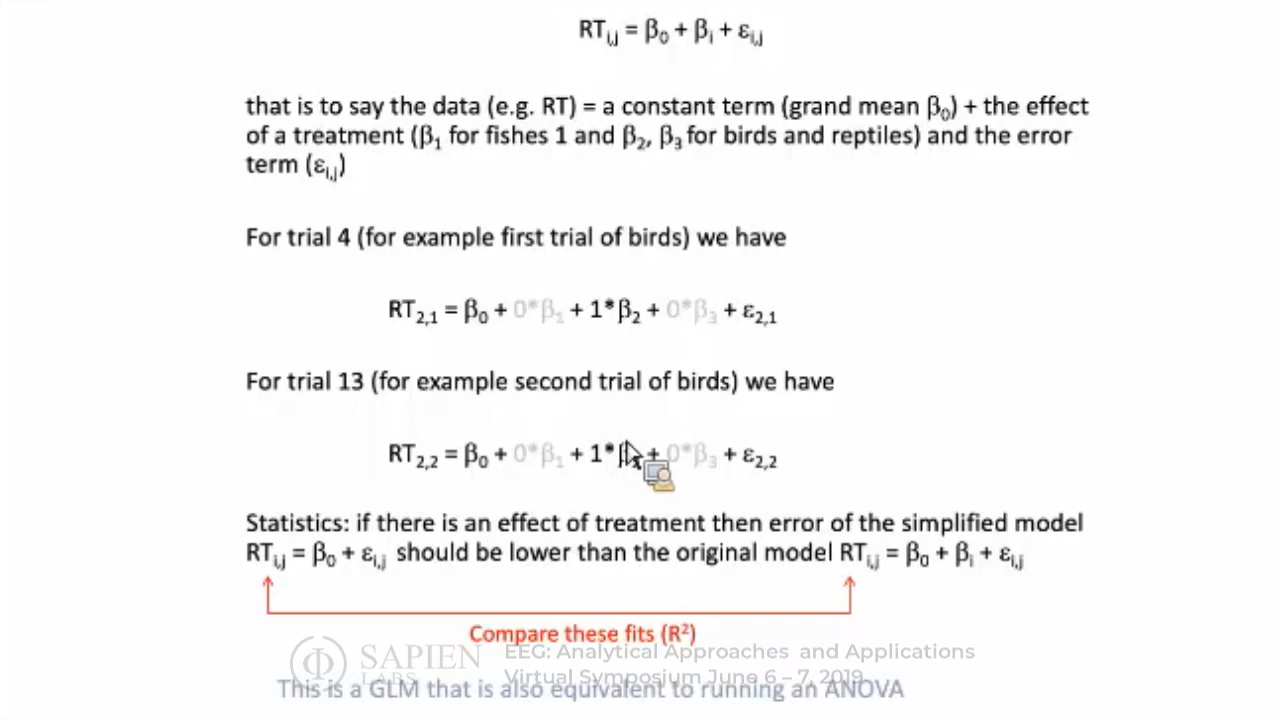 RTᵢ,ⱼ = β₀ + βᵢ + εᵢ,ⱼ
that is to say the data (e.g. RT) = a constant term (grand mean β₀) + the effect
of a treatment (β₁ for fishes 1 and β₂, β₃ for birds and reptiles) and the error
term (εᵢ,ⱼ)
For trial 4 (for example first trial of birds) we have
RT₂,₁ = β₀ + 0*β₁ + 1*β₂ + 0*β₃ + ε₂,₁
For trial 13 (for example second trial of birds) we have
RT₂,₂ = β₀ + 0*β₁ + 1*β + 0*β₃ + ε₂,₂
Statistics: if there is an effect of treatment then error of the simplified model
RTᵢ,ⱼ = β₀ + εᵢ,ⱼ should be lower than the original model RTᵢ,ⱼ = β₀ + βᵢ + εᵢ,ⱼ
Compare these fits (R²)
SAPIEN
LABS
EEG: Analytical Approaches and Applications
Virtual Symposium June 6 – 7, 2019
This is a GLM that is also equivalent to running an ANOVA